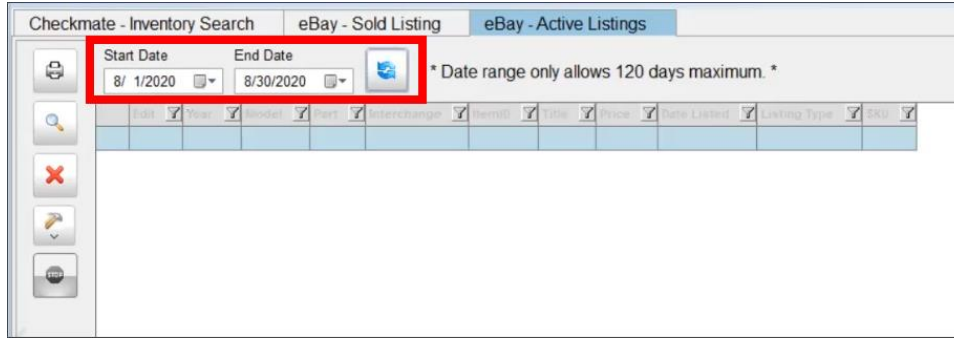 Checkmate - Inventory Search eBay - Sold Listing eBay - Active Listings
Start Date End Date
8/ 1/2020 8/30/2020 * Date range only allows 120 days maximum. *
Edit Year Model Part Interchange ItemID Title Price Date Listed Listing Type SKU
STOP